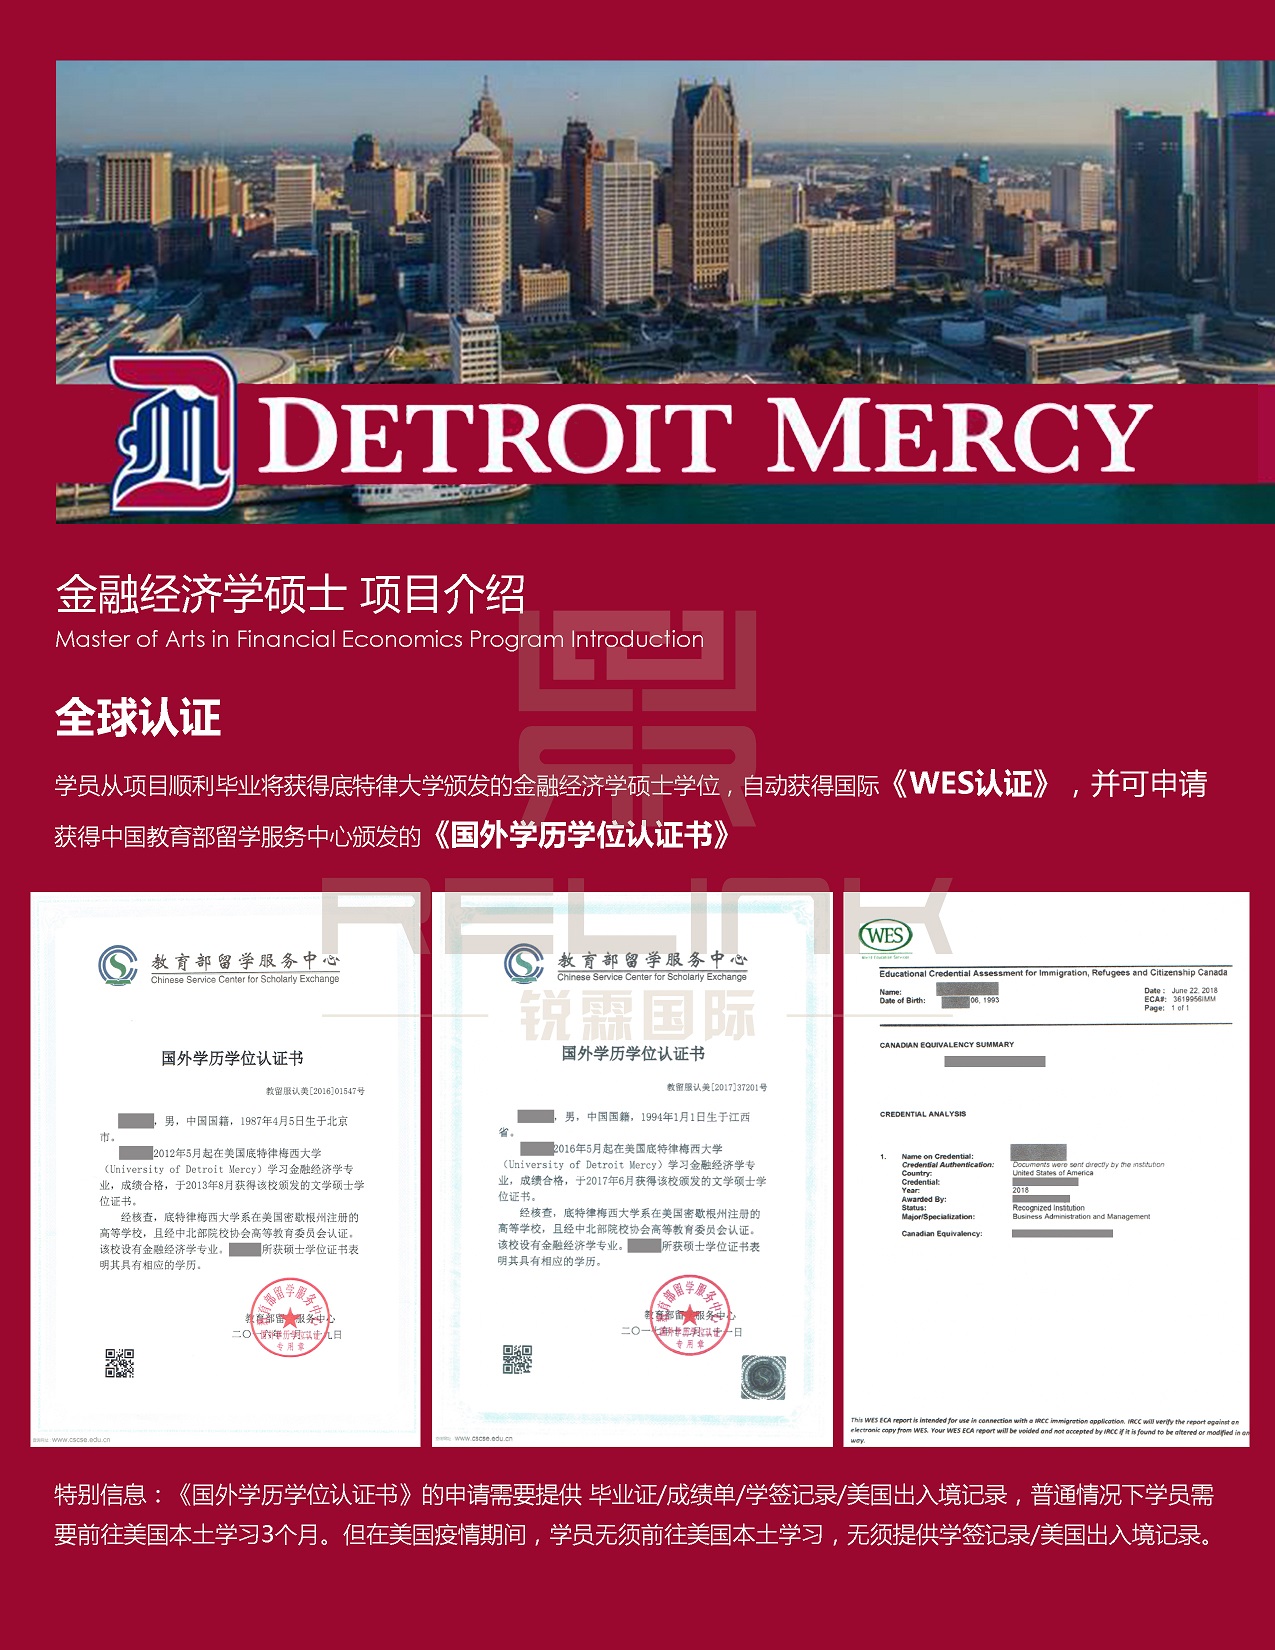 DETROIT MERCY
金融经济学硕士 项目介绍
Master of Arts in Financial Economics Program Introduction
全球认证
学员从项目顺利毕业将获得底特律大学颁发的金融经济学硕士学位，自动获得国际《WES认证》，并可申请
获得中国教育部留学服务中心颁发的《国外学历学位认证书》
RELINK
锐霖国际
教育部留学服务中心
Chinese Service Center for Scholarly Exchange
国外学历学位认证书
教留服认美[2016]01547号
，男，中国国籍，1987年4月5日生于北京
市。
2012年5月起在美国底特律梅西大学
（University of Detroit Mercy）学习金融经济学专
业，成绩合格，于2013年8月获得该校颁发的文学硕士学
位证书。
经核查，底特律梅西大学系在美国密歇根州注册的
高等学校，且经中北部院校协会高等教育委员会认证。
该校设有金融经济学专业。所获硕士学位证书表
明其具有相应的学历。
教育部留学服务中心
专用章
www.cscse.edu.cn
教育部留学服务中心
Chinese Service Center for Scholarly Exchange
国外学历学位认证书
教留服认美[2017]37201号
，男，中国国籍，1994年1月1日生于江西
省。
2016年5月起在美国底特律梅西大学
（University of Detroit Mercy）学习金融经济学专
业，成绩合格，于2017年6月获得该校颁发的文学硕士学
位证书。
经核查，底特律梅西大学系在美国密歇根州注册的
高等学校，且经中北部院校协会高等教育委员会认证。
该校设有金融经济学专业。所获硕士学位证书表
明其具有相应的学历。
教育部留学服务中心
专用章
www.cscse.edu.cn
WES
Educational Credential Assessment for Immigration, Refugees and Citizenship Canada
Name:
Date of Birth: 06, 1993
Date : June 22, 2018
ECA#: 3619956IMM
Page: 1 of 1
CANADIAN EQUIVALENCY SUMMARY
CREDENTIAL ANALYSIS
1. Name on Credential:
Credential Authentication: Documents were sent directly by the institution
Country: United States of America
Credential:
Year: 2018
Awarded By:
Status: Recognized Institution
Major/Specialization: Business Administration and Management
Canadian Equivalency:
This WES ECA report is intended for use in connection with a IRCC immigration application. IRCC will verify the report against an
electronic copy from WES. Your WES ECA report will be voided and not accepted by IRCC if it is found to be altered or modified in an
way.
特别信息：《国外学历学位认证书》的申请需要提供 毕业证/成绩单/学签记录/美国出入境记录，普通情况下学员需
要前往美国本土学习3个月。但在美国疫情期间，学员无须前往美国本土学习，无须提供学签记录/美国出入境记录。